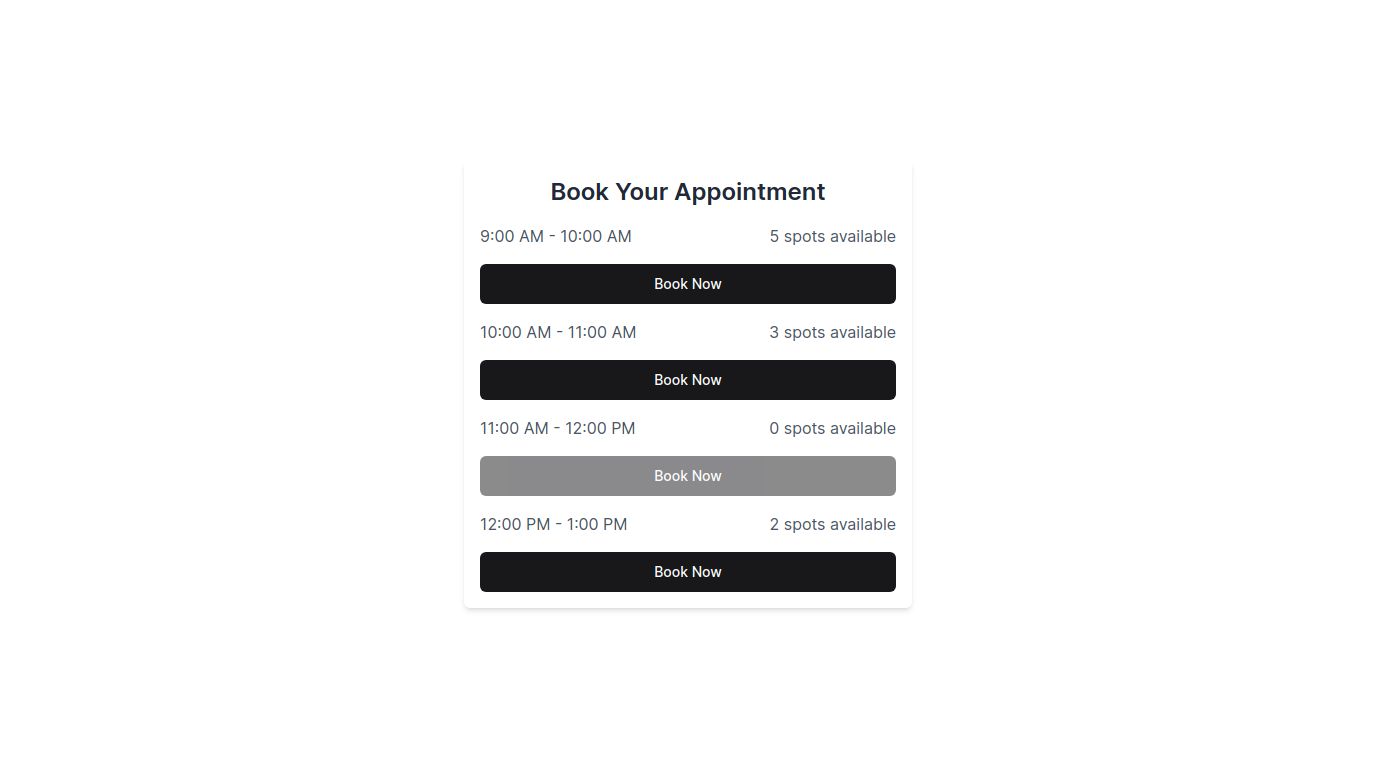 Book Your Appointment
9:00 AM - 10:00 AM 5 spots available
Book Now
10:00 AM - 11:00 AM 3 spots available
Book Now
11:00 AM - 12:00 PM 0 spots available
Book Now
12:00 PM - 1:00 PM 2 spots available
Book Now